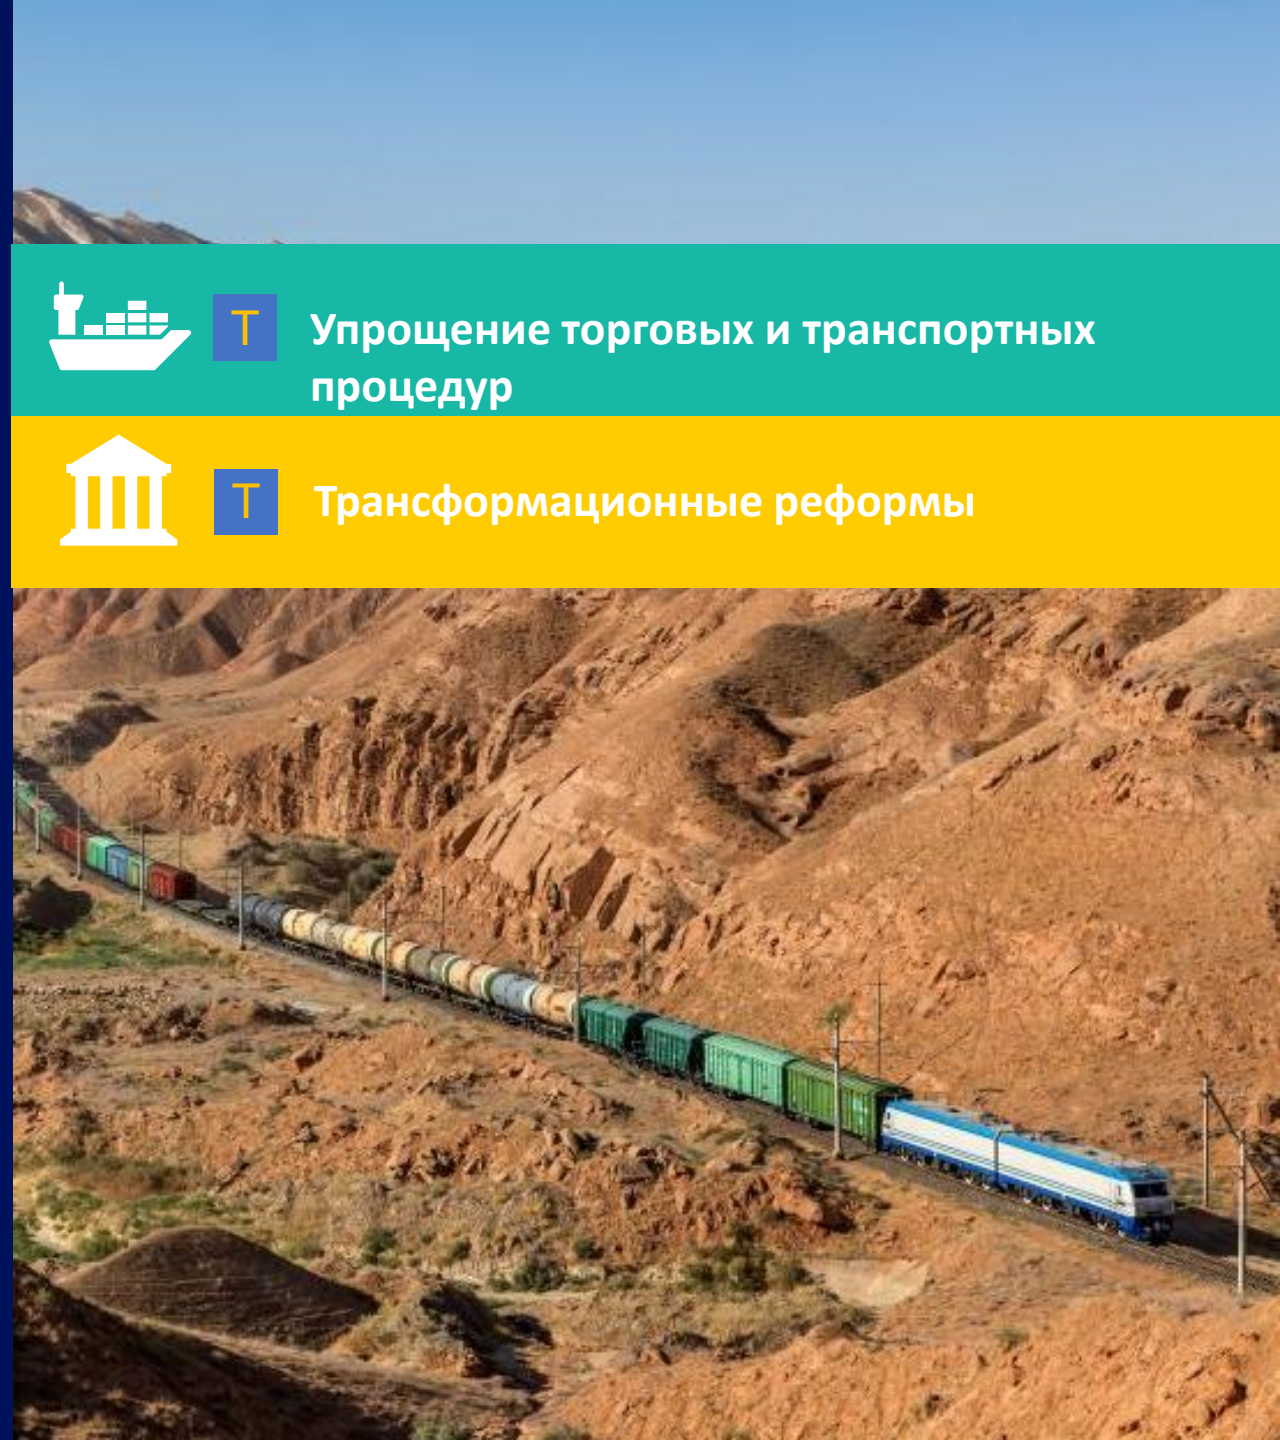 Т Упрощение торговых и транспортных
процедур
Т Трансформационные реформы